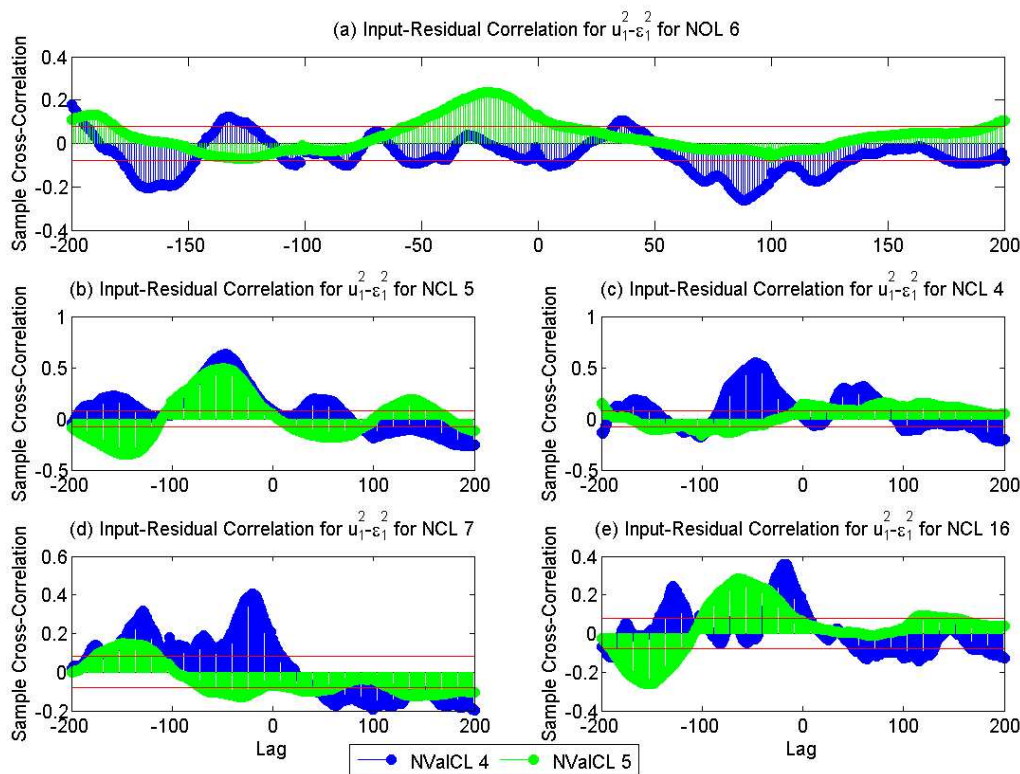 (a) Input-Residual Correlation for u₁²-ε₁² for NOL 6
Sample Cross-Correlation
0.4
0.2
0
-0.2
0.4
-200 -150 -100 -50 0 50 100 150 200
(b) Input-Residual Correlation for u₁²-ε₁² for NCL 5
Sample Cross-Correlation
1
0.5
0
-0.5
-200 -100 0 100 200
(c) Input-Residual Correlation for u₁²-ε₁² for NCL 4
Sample Cross-Correlation
1
0.5
0
0.5
-200 -100 0 100 200
(d) Input-Residual Correlation for u₁²-ε₁² for NCL 7
Sample Cross-Correlation
0.6
0.4
0.2
0
-0.2
-200 -100 0 100 200
Lag
(e) Input-Residual Correlation for u₁²-ε₁² for NCL 16
Sample Cross-Correlation
0.4
0.2
0
-0.2
0.4
-200 -100 0 100 200
Lag
NValCL 4 NValCL 5